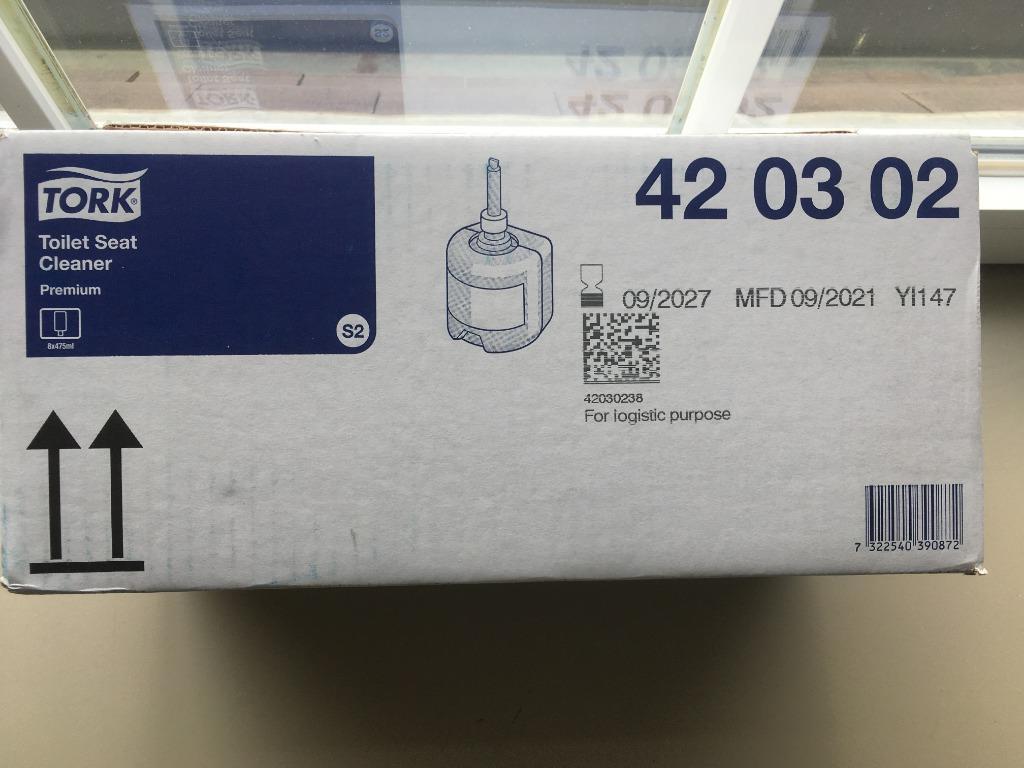 TORK®
Toilet Seat
Cleaner
Premium
8x475ml
S2
42 03 02
09/2027 MFD 09/2021 YI147
42030238
For logistic purpose
7 322540 390872